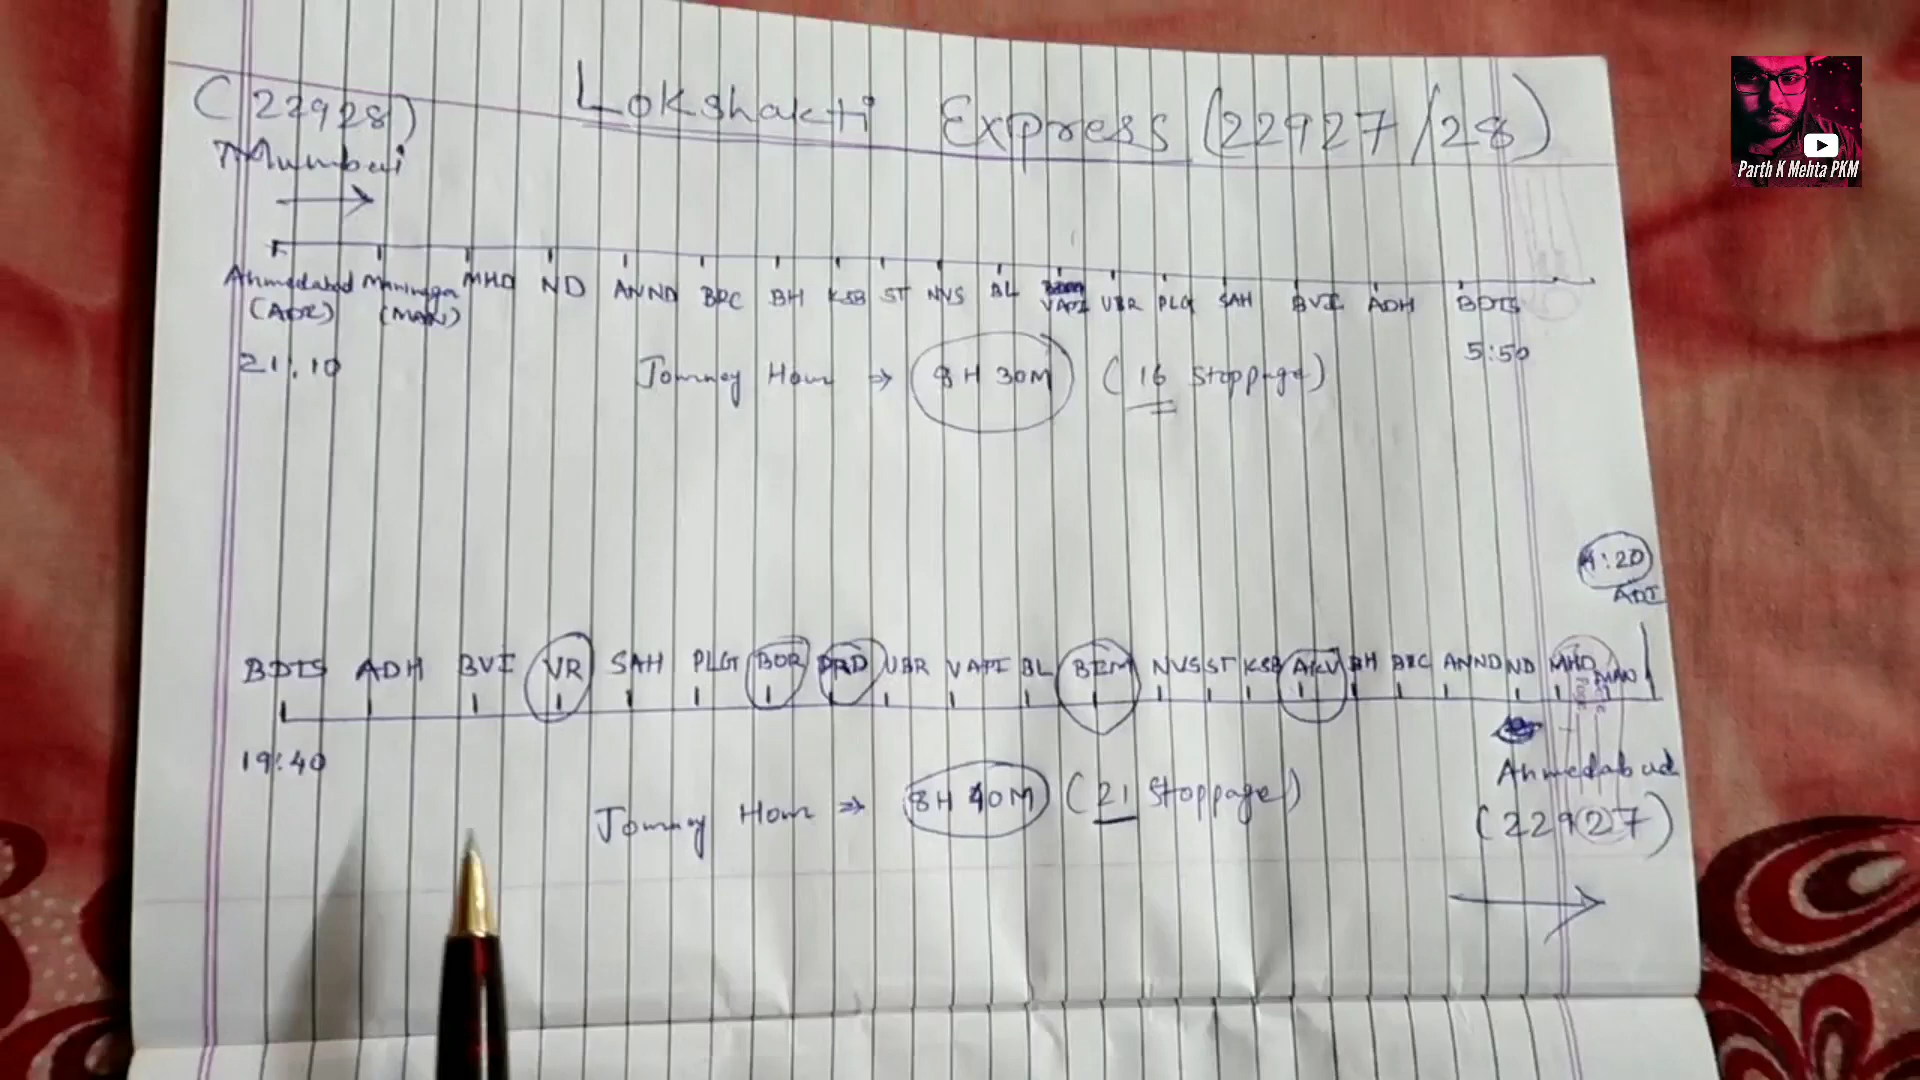 (22928) Lokshakti Express (22927/28)
Mumbai
Ahmedabad Maninagar MHD ND ANND BRC BH KSB ST NVS BL VAPI UBR PLG SAH BVI ADH BDTS
(ADI) (MAN)
21:10 5:50
Journey Hour ⇒ 8H 30M (16 Stoppage)
4:20
ADI
BDTS ADH BVI VR SAH PLG BOR DRD UBR VAPI BL BIM NVS ST KSB AKV BH BRC ANND ND MHD MAN
19:40
Ahmedabad
Journey Hour ⇒ 8H 40M (21 Stoppage)
(22927)
Parth K Mehta PKM